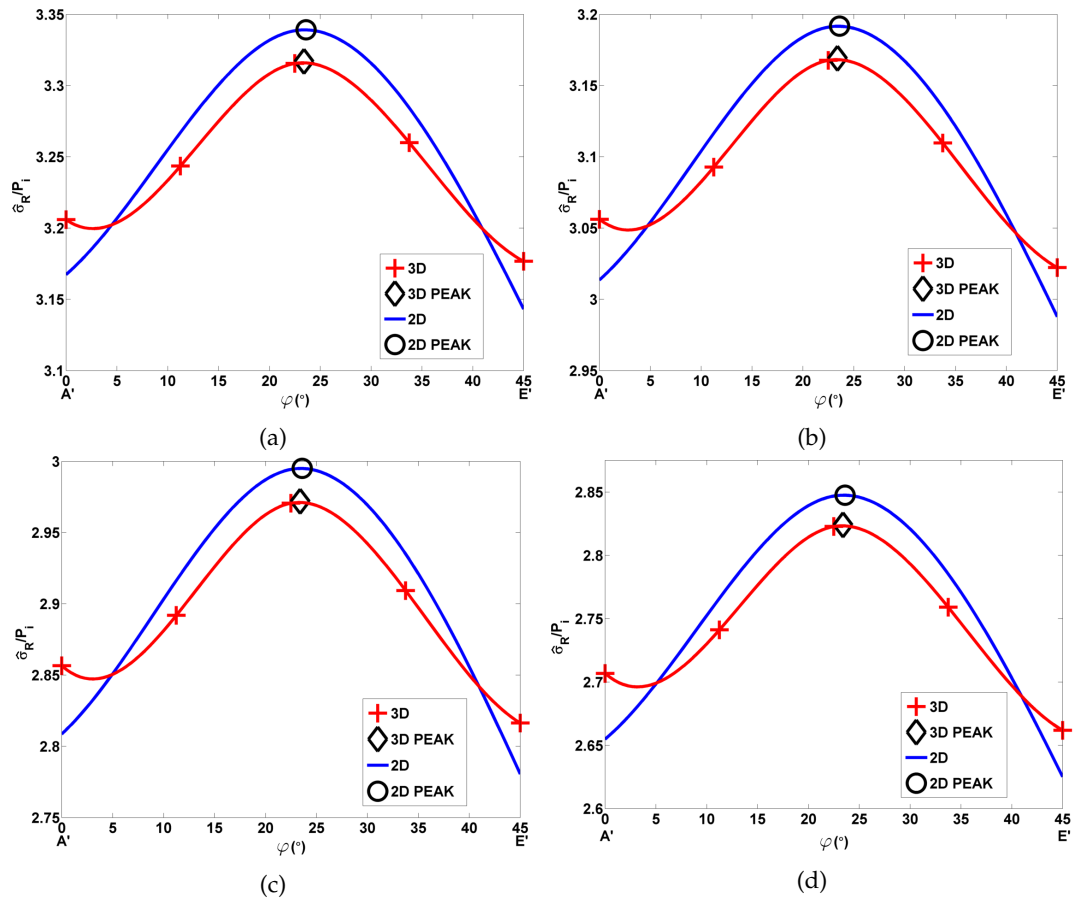 3.35
3.3
3.25
3.2
3.15
3.1
σ̂R/Pi
0 5 10 15 20 25 30 35 40 45
A' φ(°) E'
3D
3D PEAK
2D
2D PEAK
(a)
3.2
3.15
3.1
3.05
3
2.95
σ̂R/Pi
0 5 10 15 20 25 30 35 40 45
A' φ(°) E'
3D
3D PEAK
2D
2D PEAK
(b)
3
2.95
2.9
2.85
2.8
2.75
σ̂R/Pi
0 5 10 15 20 25 30 35 40 45
A' φ(°) E'
3D
3D PEAK
2D
2D PEAK
(c)
2.85
2.8
2.75
2.7
2.65
2.6
σ̂R/Pi
0 5 10 15 20 25 30 35 40 45
A' φ(°) E'
3D
3D PEAK
2D
2D PEAK
(d)